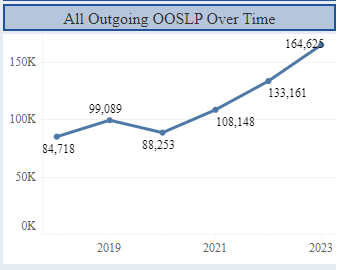 All Outgoing OOSLP Over Time
164,625
150K
133,161
99,089
100K
108,148
88,253
84,718
50K
0K
2019
2021
2023